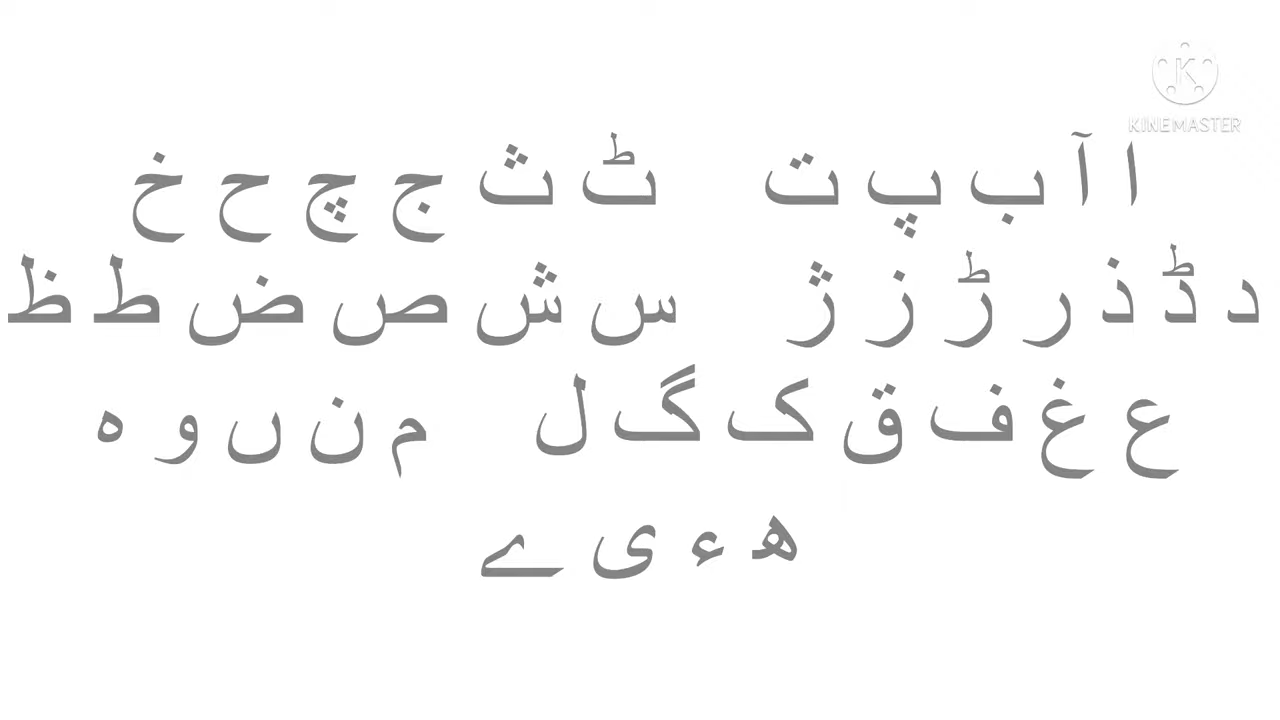 KINEMASTER
ا آ ب پ ت ٹ ث ج چ ح خ
د ڈ ذ ر ڑ ز ژ س ش ص ض ط ظ
ع غ ف ق ک گ ل م ن ں و ہ
ھ ء ی ے